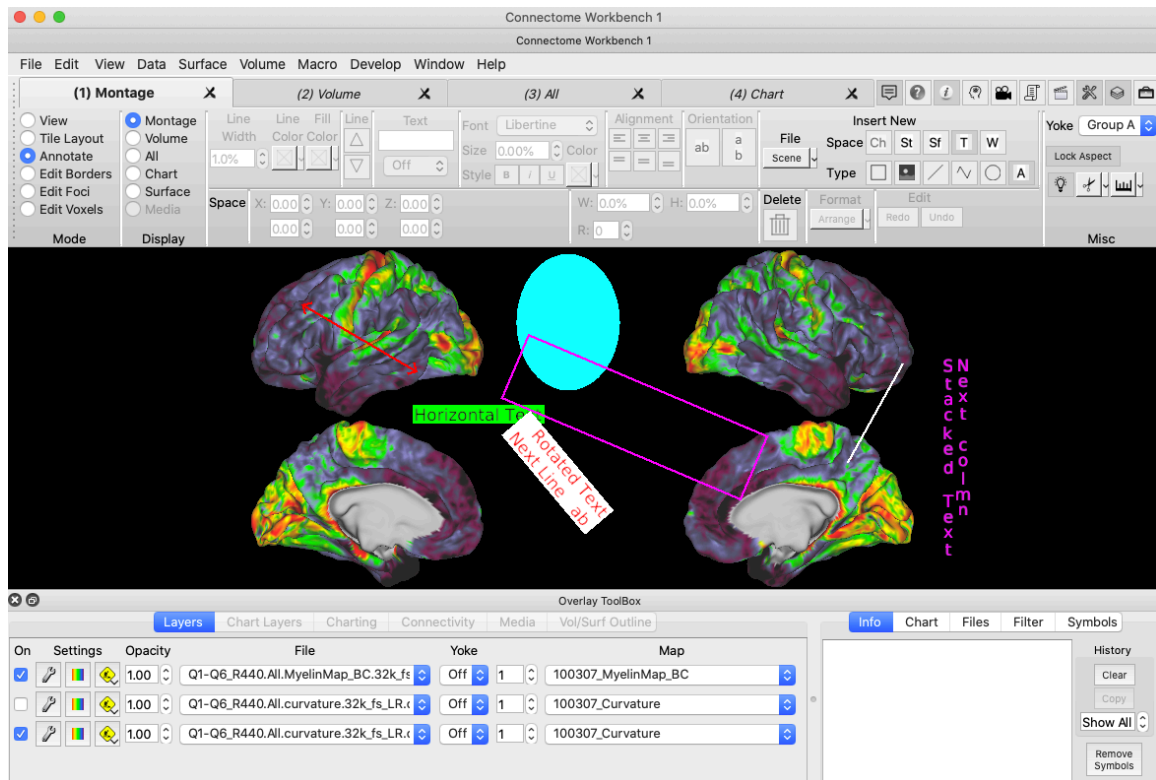 Connectome Workbench 1
Connectome Workbench 1
File Edit View Data Surface Volume Macro Develop Window Help
(1) Montage (2) Volume (3) All (4) Chart
View
Tile Layout
Annotate
Edit Borders
Edit Foci
Edit Voxels
Mode
Montage
Volume
All
Chart
Surface
Media
Display
Line Width
Line Color
Fill Color
Line
1.0%
Text
Off
Font Libertine
Size 0.00% Color
Style B I U
Alignment
Orientation
ab
a
b
File
Scene
Insert New
Space Ch St Sf T W
Type A
Yoke Group A
Lock Aspect
Misc
Space X: 0.00 Y: 0.00 Z: 0.00
0.00 0.00 0.00
W: 0.0% H: 0.0%
R: 0
Delete
Format
Arrange
Edit
Redo Undo
Horizontal Te
Rotated Text
Next Line ab
Stacked Text
Next colmn
Overlay ToolBox
Layers Chart Layers Charting Connectivity Media Vol/Surf Outline
On Settings Opacity File Yoke Map
1.00 Q1-Q6_R440.All.MyelinMap_BC.32k_fs Off 1 100307_MyelinMap_BC
1.00 Q1-Q6_R440.All.curvature.32k_fs_LR.c Off 1 100307_Curvature
1.00 Q1-Q6_R440.All.curvature.32k_fs_LR.c Off 1 100307_Curvature
Info Chart Files Filter Symbols
History
Clear
Copy
Show All
Remove
Symbols